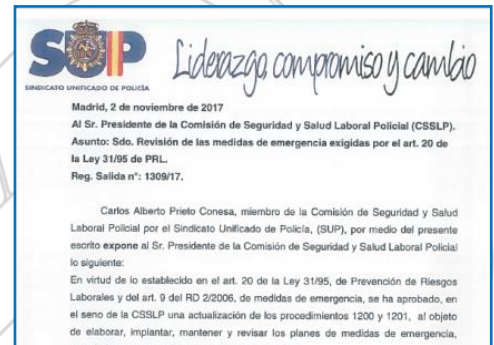 SUP
Liderazgo, compromiso y cambio
SINDICATO UNIFICADO DE POLICÍA
Madrid, 2 de noviembre de 2017
Al Sr. Presidente de la Comisión de Seguridad y Salud Laboral Policial (CSSLP).
Asunto: Sdo. Revisión de las medidas de emergencia exigidas por el art. 20 de
la Ley 31/95 de PRL.
Reg. Salida nº: 1309/17.
Carlos Alberto Prieto Conesa, miembro de la Comisión de Seguridad y Salud
Laboral Policial por el Sindicato Unificado de Policía, (SUP), por medio del presente
escrito expone al Sr. Presidente de la Comisión de Seguridad y Salud Laboral Policial
lo siguiente:
En virtud de lo establecido en el art. 20 de la Ley 31/95, de Prevención de Riesgos
Laborales y del art. 9 del RD 2/2006, de medidas de emergencia, se ha aprobado, en
el seno de la CSSLP una actualización de los procedimientos 1200 y 1201, al objeto
de elaborar, implantar, mantener y revisar los planes de medidas de emergencia,